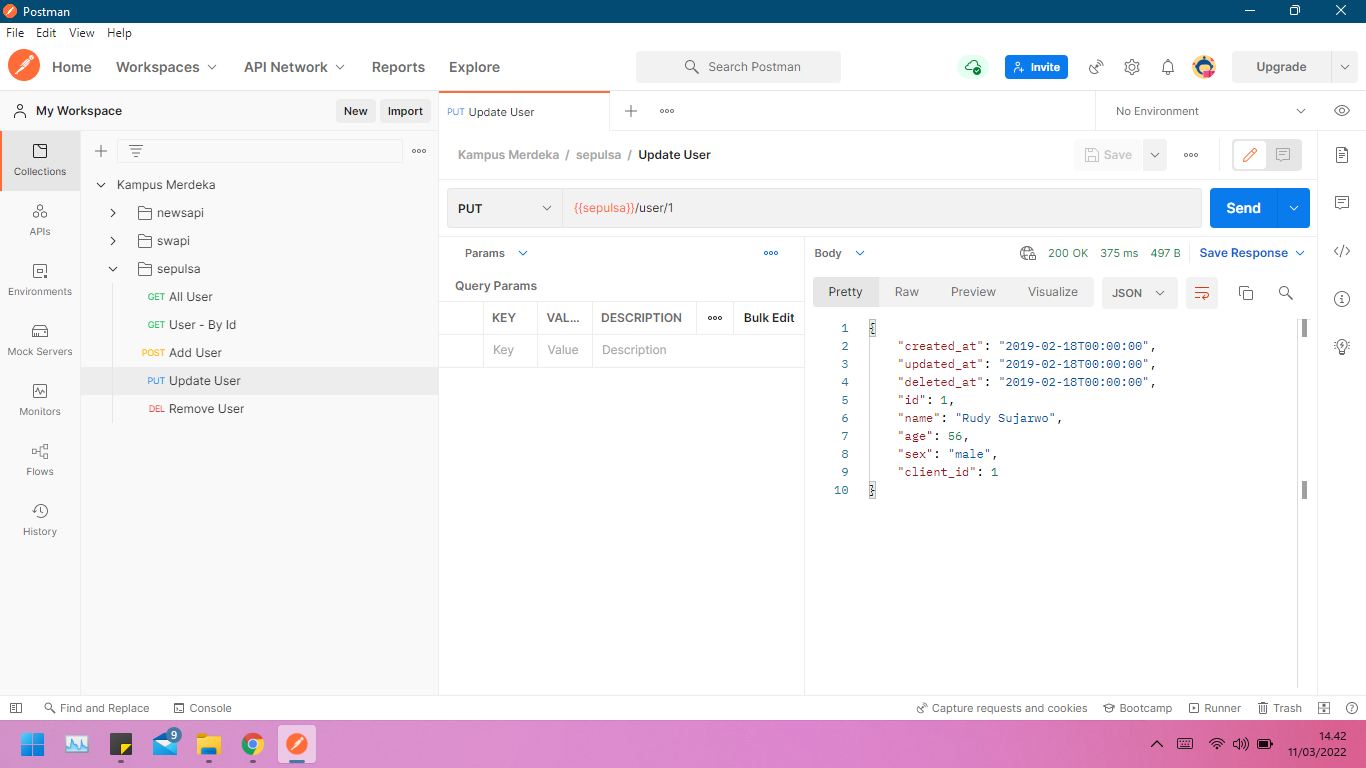 Postman
File Edit View Help
Home Workspaces API Network Reports Explore Search Postman Invite Upgrade
My Workspace New Import
PUT Update User No Environment
Collections
APIs
Environments
Mock Servers
Monitors
Flows
History
Kampus Merdeka
newsapi
swapi
sepulsa
GET All User
GET User - By Id
POST Add User
PUT Update User
DEL Remove User
Kampus Merdeka / sepulsa / Update User Save
PUT {{sepulsa}}/user/1 Send
Params
Query Params
KEY VAL... DESCRIPTION Bulk Edit
Key Value Description
Body 200 OK 375 ms 497 B Save Response
Pretty Raw Preview Visualize JSON
1 {
2 "created_at": "2019-02-18T00:00:00",
3 "updated_at": "2019-02-18T00:00:00",
4 "deleted_at": "2019-02-18T00:00:00",
5 "id": 1,
6 "name": "Rudy Sujarwo",
7 "age": 56,
8 "sex": "male",
9 "client_id": 1
10 }
Find and Replace Console Capture requests and cookies Bootcamp Runner Trash
9
14.42
11/03/2022